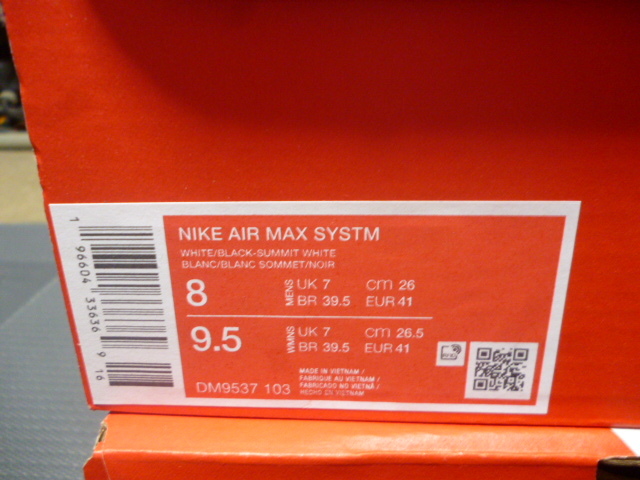 1 96604 33636 9 16
NIKE AIR MAX SYSTM
WHITE/BLACK-SUMMIT WHITE
BLANC/BLANC SOMMET/NOIR
8 MENS UK 7 cm 26
BR 39.5 EUR 41
9.5 WMNS UK 7 cm 26.5
BR 39.5 EUR 41
DM9537 103
MADE IN VIETNAM /
FABRIQUE AU VIETNAM /
FABRICADO NO VIETNÃ /
HECHO EN VIETNAM